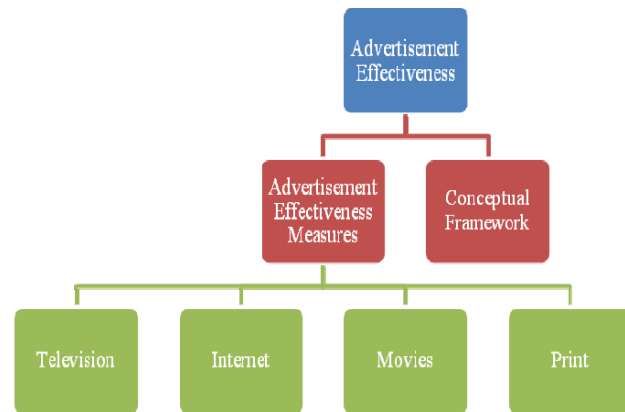 Advertisement
Effectiveness
Advertisement
Effectiveness
Measures
Conceptual
Framework
Television
Internet
Movies
Print